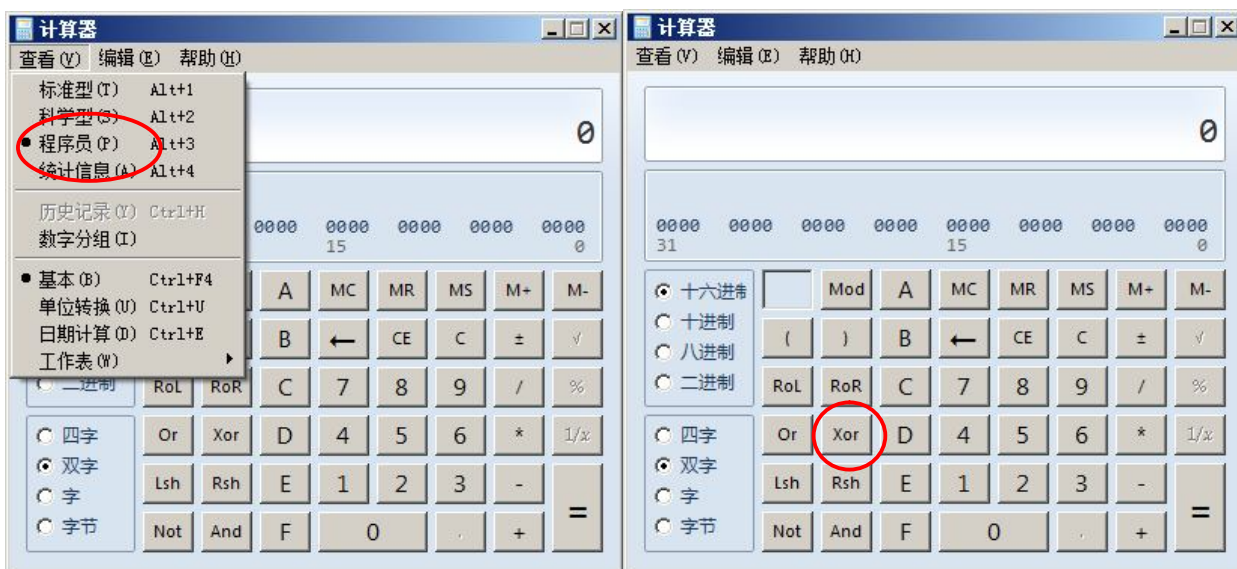 计算器
查看(V) 编辑(E) 帮助(H)
标准型(T) Alt+1
科学型(S) Alt+2
程序员(P) Alt+3
统计信息(A) Alt+4
历史记录(Y) Ctrl+H
数字分组(I)
基本(B) Ctrl+F4
单位转换(U) Ctrl+U
日期计算(D) Ctrl+E
工作表(W)
0
0000 0000 0000 0000 0000
15 0
A MC MR MS M+ M-
B ← CE C ± √
二进制 RoL RoR C 7 8 9 / %
四字 Or Xor D 4 5 6 * 1/x
双字
字 Lsh Rsh E 1 2 3 - =
字节 Not And F 0 . +
计算器
查看(V) 编辑(E) 帮助(H)
0
0000 0000 0000 0000 0000 0000 0000 0000
31 15 0
十六进制 Mod A MC MR MS M+ M-
十进制 ( ) B ← CE C ± √
八进制
二进制 RoL RoR C 7 8 9 / %
四字 Or Xor D 4 5 6 * 1/x
双字
字 Lsh Rsh E 1 2 3 - =
字节 Not And F 0 . +